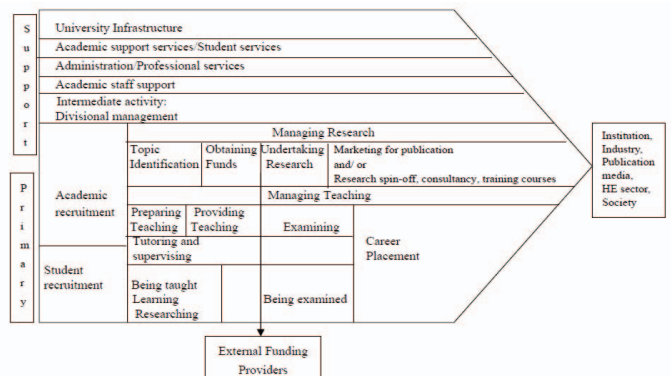 Support
University Infrastructure
Academic support services/Student services
Administration/Professional services
Academic staff support
Intermediate activity:
Divisional management
Primary
Academic
recruitment
Student
recruitment
Managing Research
Topic
Identification
Obtaining
Funds
Undertaking
Research
Marketing for publication
and/ or
Research spin-off, consultancy, training courses
Managing Teaching
Preparing
Teaching
Providing
Teaching
Examining
Tutoring and
supervising
Career
Placement
Being taught
Learning
Researching
Being examined
Institution,
Industry,
Publication
media,
HE sector,
Society
External Funding
Providers